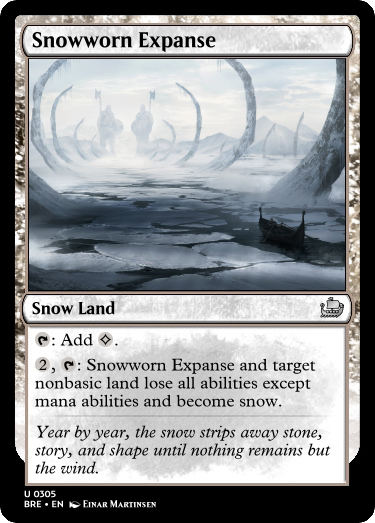 Snowworn Expanse
Snow Land
: Add .
2, : Snowworn Expanse and target
nonbasic land lose all abilities except
mana abilities and become snow.
Year by year, the snow strips away stone,
story, and shape until nothing remains but
the wind.
U 0305
BRE • EN Einar Martinsen